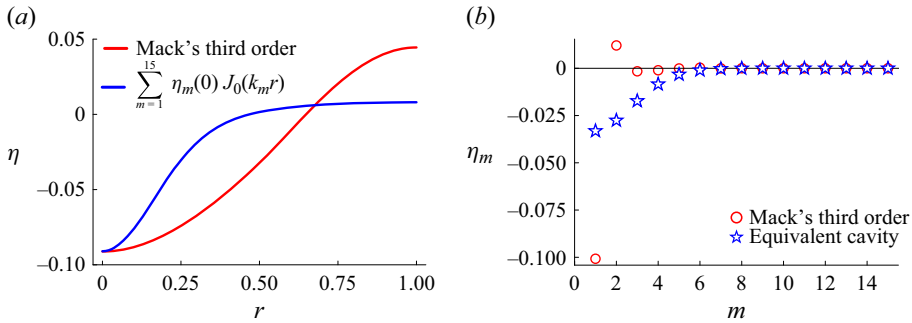 (a)
0.05
Mack's third order
15
∑ ηm(0) J0(kmr)
m = 1
0
η
−0.05
−0.10
0
0.25
0.50
0.75
1.00
r
(b)
0
−0.025
ηm
−0.050
−0.075
−0.100
Mack's third order
Equivalent cavity
0
2
4
6
8
10
12
14
m